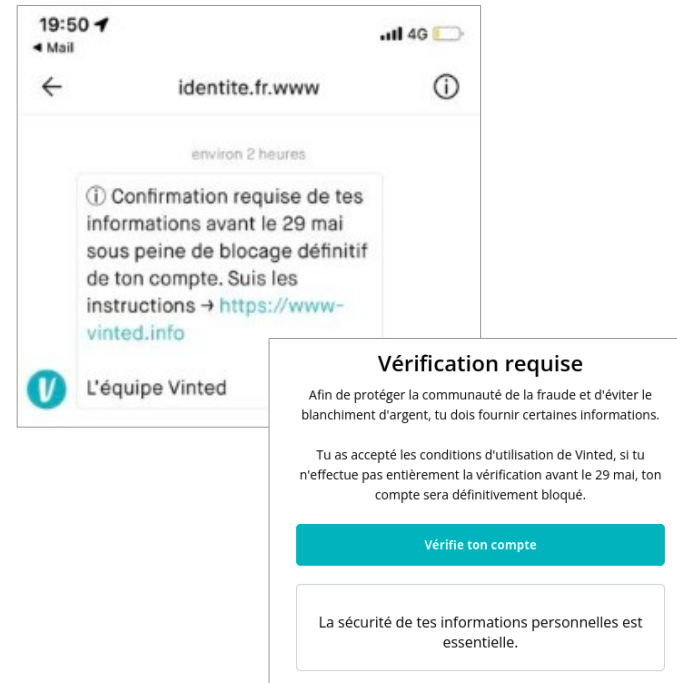 19:50
4G
◀ Mail
← identite.fr.www ⓘ
environ 2 heures
ⓘ Confirmation requise de tes
informations avant le 29 mai
sous peine de blocage définitif
de ton compte. Suis les
instructions → https://www-
vinted.info
V L'équipe Vinted
Vérification requise
Afin de protéger la communauté de la fraude et d'éviter le
blanchiment d'argent, tu dois fournir certaines informations.
Tu as accepté les conditions d'utilisation de Vinted, si tu
n'effectue pas entièrement la vérification avant le 29 mai, ton
compte sera définitivement bloqué.
Vérifie ton compte
La sécurité de tes informations personnelles est
essentielle.